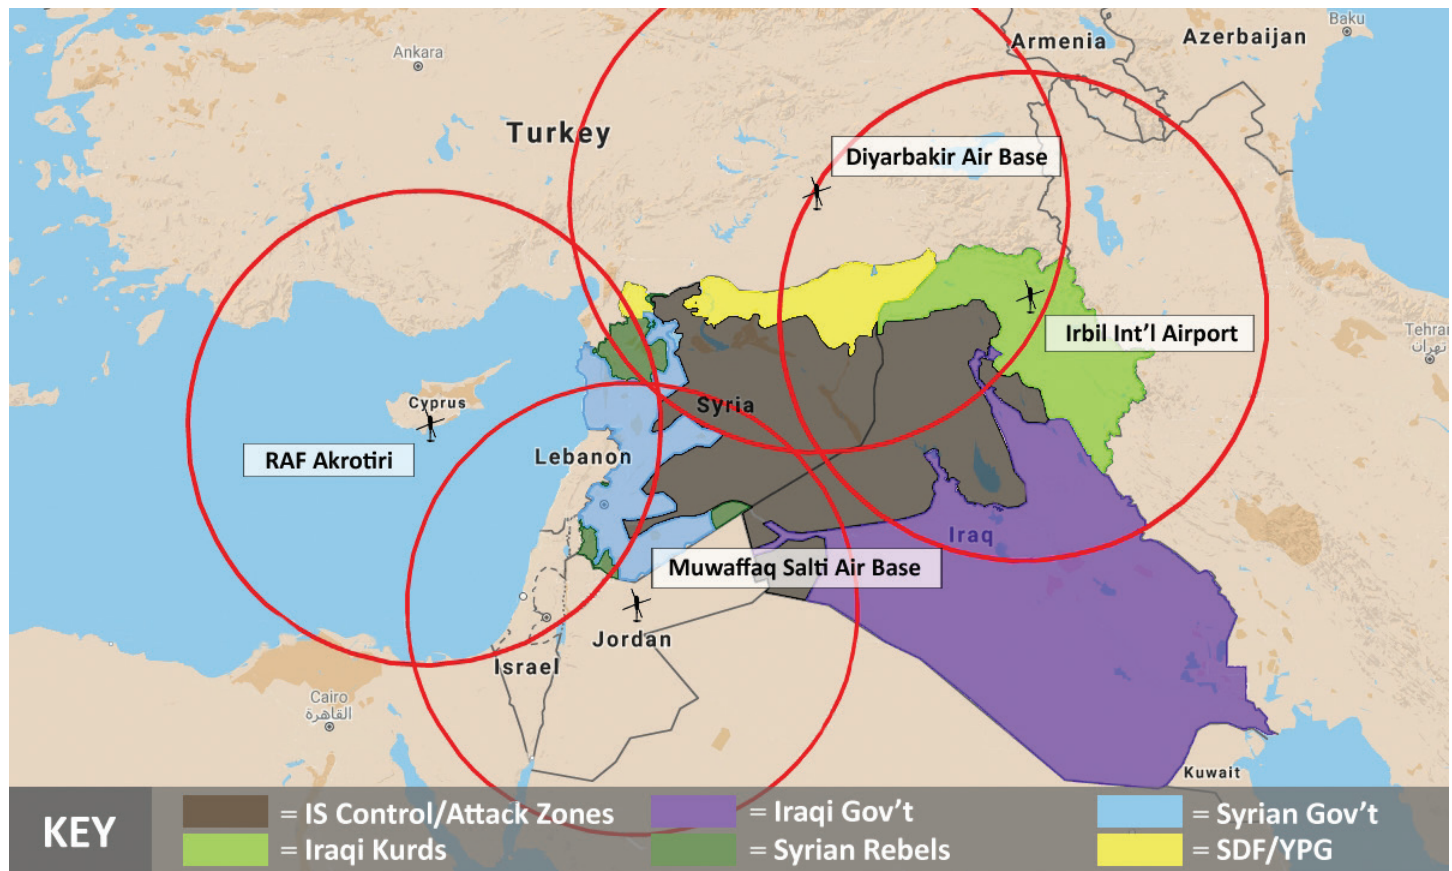 Baku
Armenia
Azerbaijan
Ankara
Turkey
Diyarbakir Air Base
Irbil Int'l Airport
Tehran
تهران
Cyprus
Syria
RAF Akrotiri
Lebanon
Iraq
Muwaffaq Salti Air Base
Jordan
Israel
Cairo
القاهرة
Kuwait
KEY
= IS Control/Attack Zones
= Iraqi Gov't
= Syrian Gov't
= Iraqi Kurds
= Syrian Rebels
= SDF/YPG